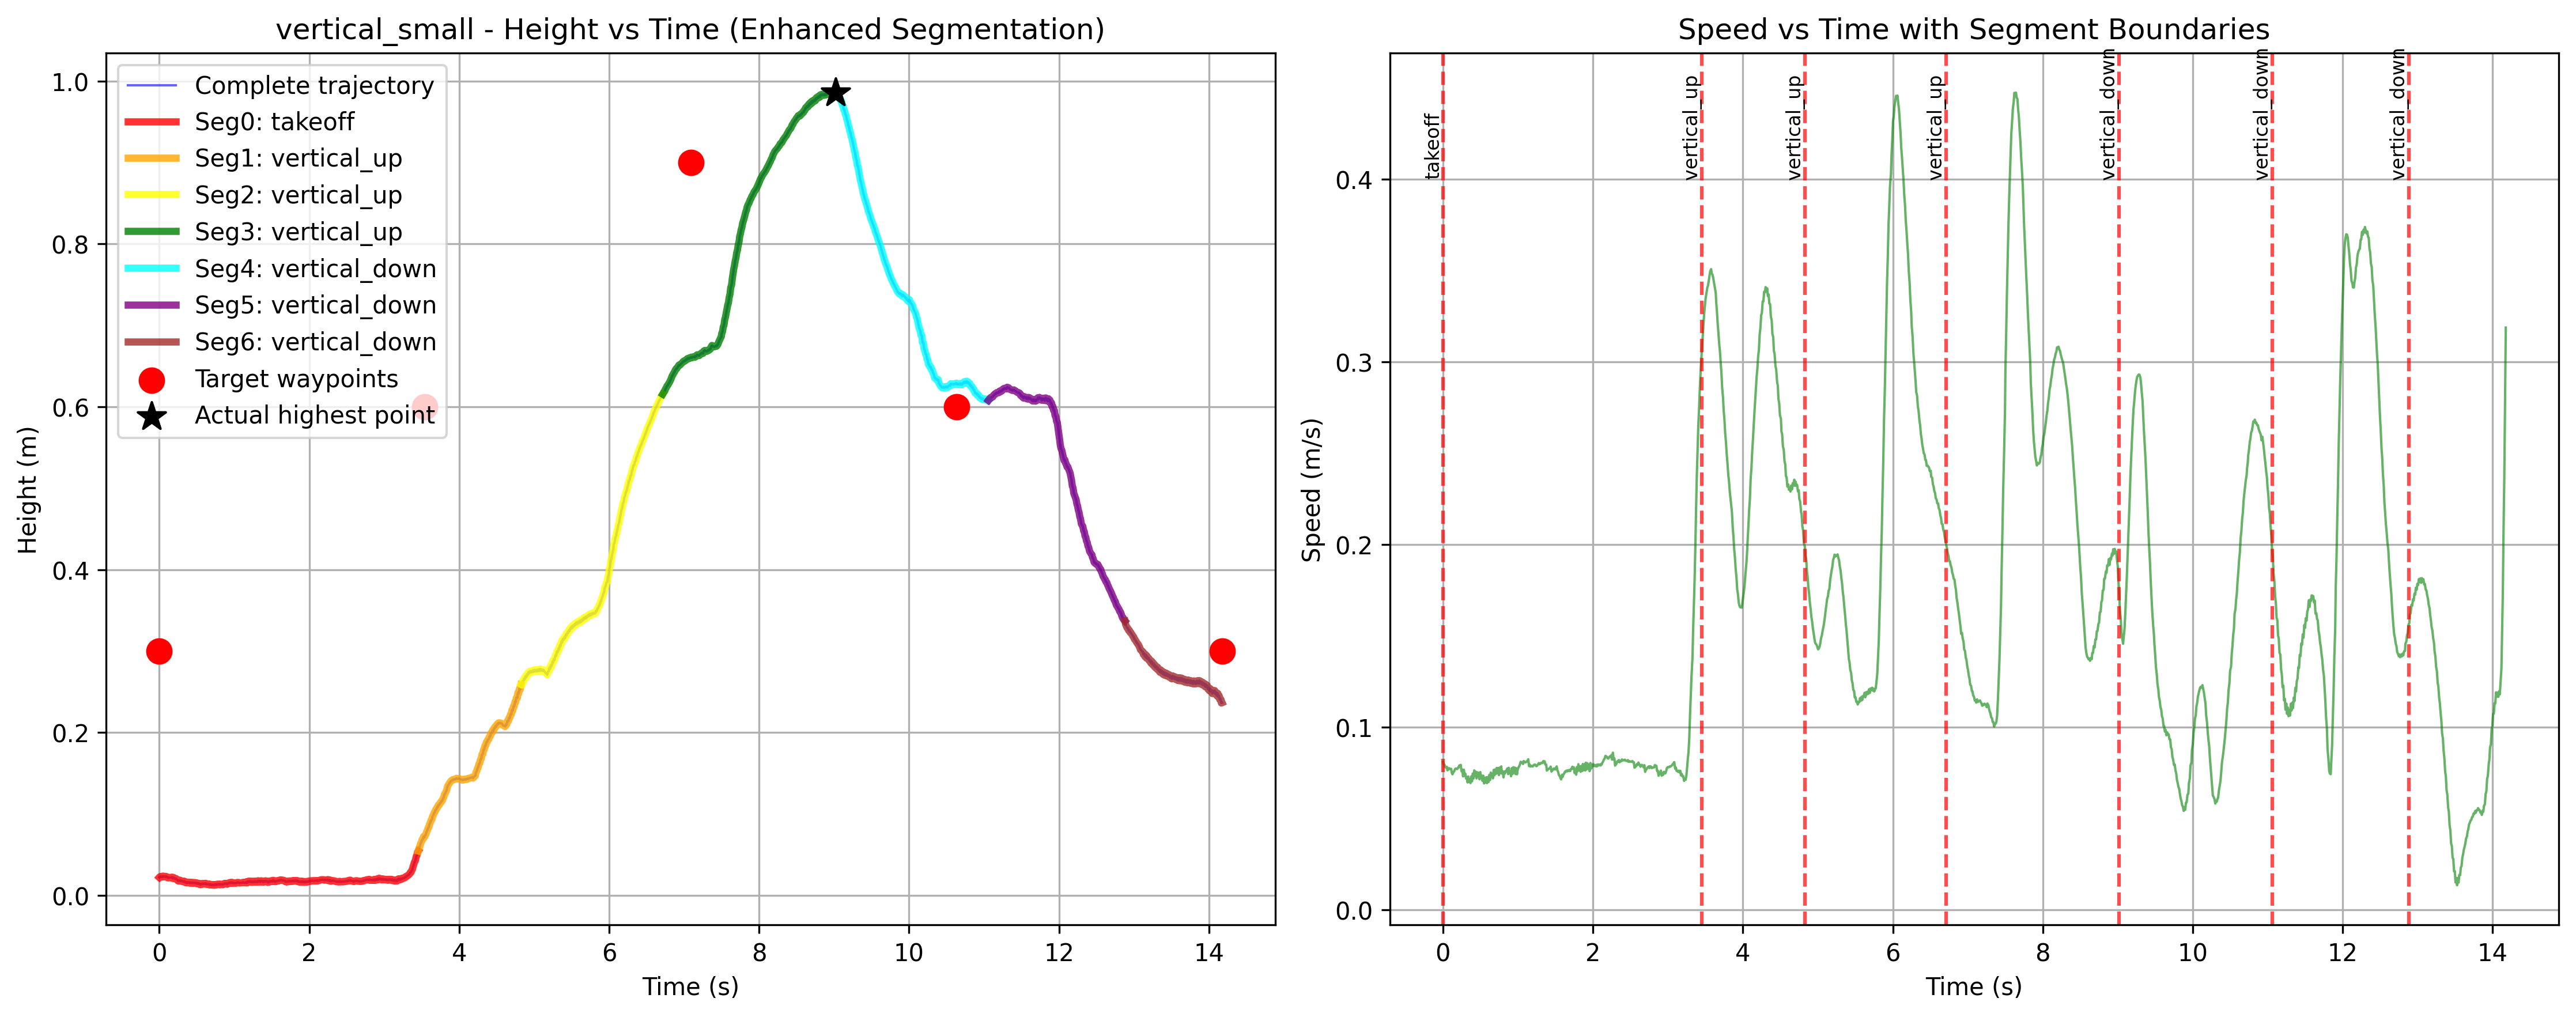 vertical_small - Height vs Time (Enhanced Segmentation)
Height (m)
1.0
0.8
0.6
0.4
0.2
0.0
0 2 4 6 8 10 12 14
Time (s)
Complete trajectory
Seg0: takeoff
Seg1: vertical_up
Seg2: vertical_up
Seg3: vertical_up
Seg4: vertical_down
Seg5: vertical_down
Seg6: vertical_down
Target waypoints
Actual highest point
Speed vs Time with Segment Boundaries
Speed (m/s)
0.4
0.3
0.2
0.1
0.0
takeoff
vertical_up
vertical_up
vertical_up
vertical_down
vertical_down
vertical_down
0 2 4 6 8 10 12 14
Time (s)